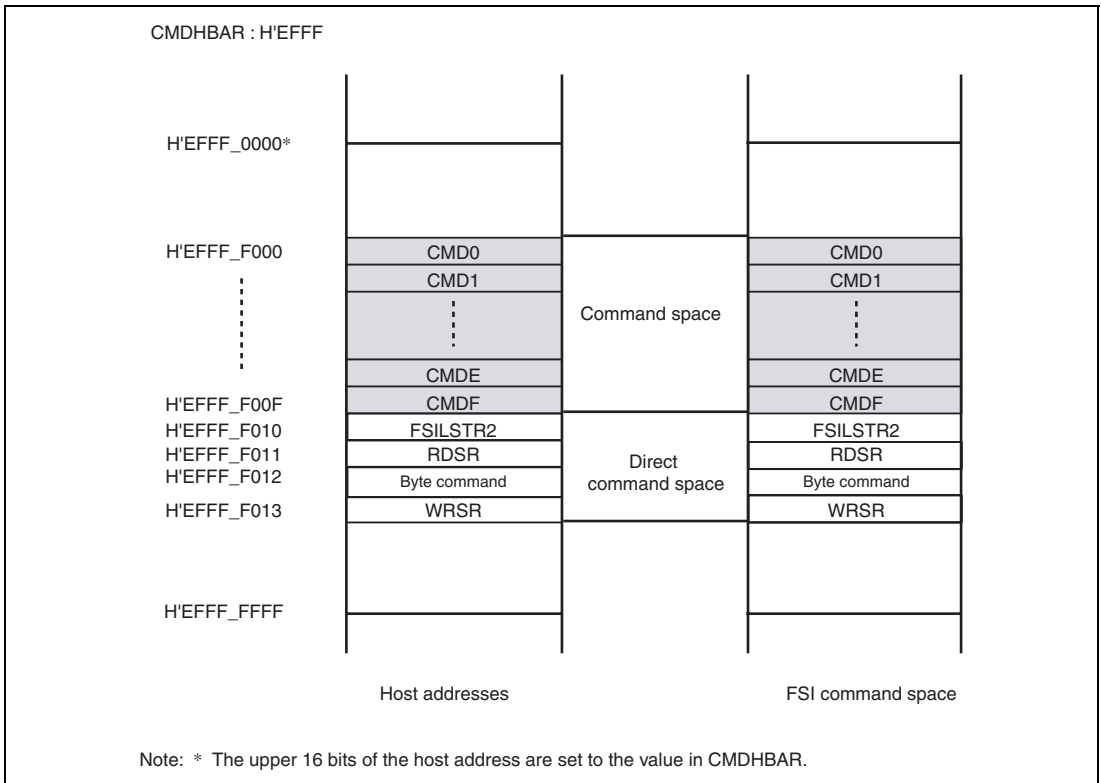 CMDHBAR : H'EFFF
H'EFFF_0000*
H'EFFF_F000 CMD0 CMD0
CMD1 CMD1
Command space
CMDE CMDE
H'EFFF_F00F CMDF CMDF
H'EFFF_F010 FSILSTR2 FSILSTR2
H'EFFF_F011 RDSR Direct RDSR
H'EFFF_F012 Byte command command space Byte command
H'EFFF_F013 WRSR WRSR
H'EFFF_FFFF
Host addresses FSI command space
Note: * The upper 16 bits of the host address are set to the value in CMDHBAR.